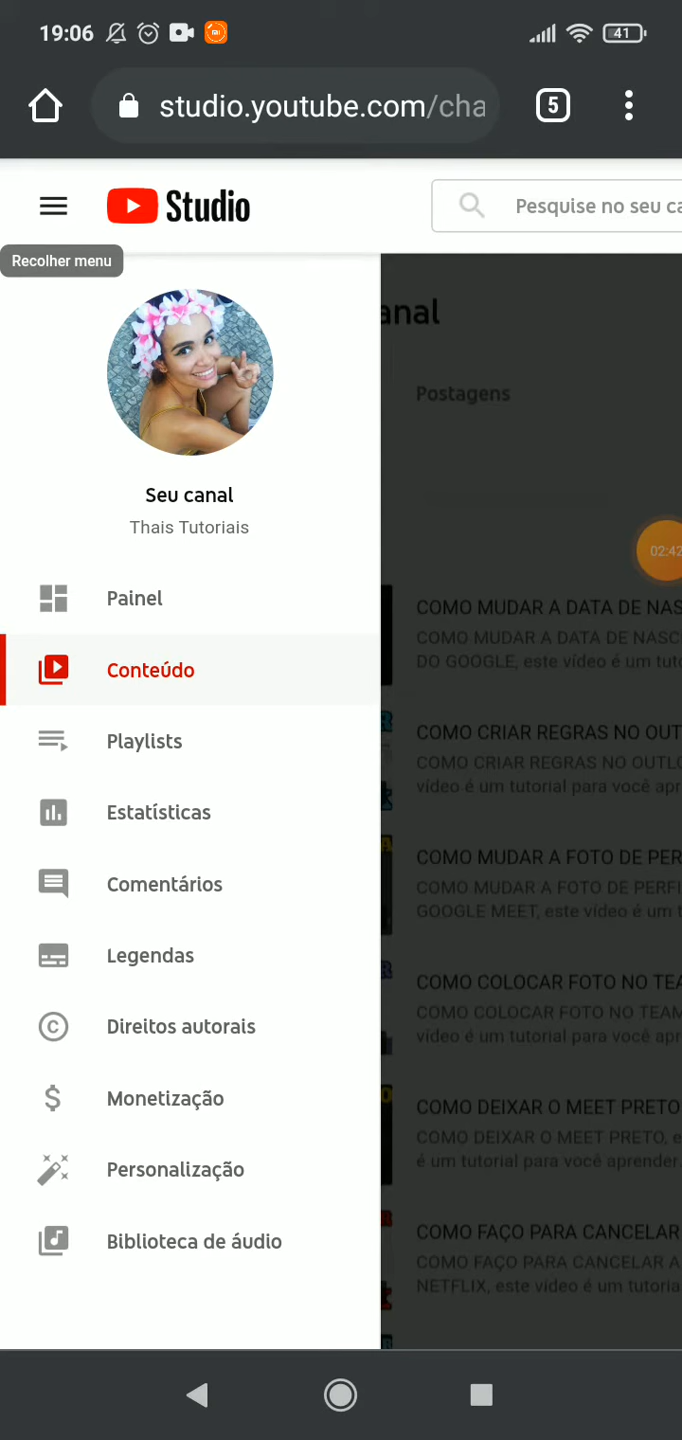 19:06
41
studio.youtube.com/cha
5
Studio
Pesquise no seu ca
Recolher menu
anal
Postagens
Seu canal
Thais Tutoriais
02:42
Painel
COMO MUDAR A DATA DE NAS
COMO MUDAR A DATA DE NASC
DO GOOGLE, este vídeo é um tuto
Conteúdo
Playlists
COMO CRIAR REGRAS NO OUT
COMO CRIAR REGRAS NO OUTLO
vídeo é um tutorial para você apr
Estatísticas
COMO MUDAR A FOTO DE PER
COMO MUDAR A FOTO DE PERFI
GOOGLE MEET, este vídeo é um t
Comentários
Legendas
COMO COLOCAR FOTO NO TEA
COMO COLOCAR FOTO NO TEAM
vídeo é um tutorial para você apr
Direitos autorais
Monetização
COMO DEIXAR O MEET PRETO
COMO DEIXAR O MEET PRETO, e
é um tutorial para você aprender
Personalização
Biblioteca de áudio
COMO FAÇO PARA CANCELAR
COMO FAÇO PARA CANCELAR A
NETFLIX, este vídeo é um tutoria